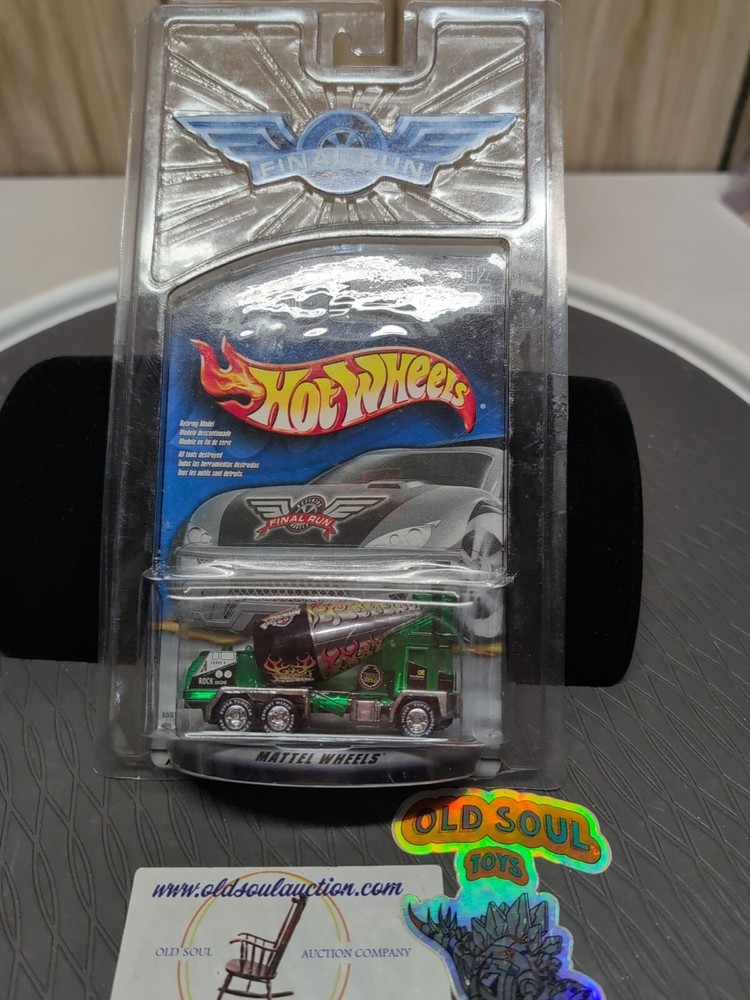 FINAL RUN
Hot Wheels
Retiring Model
Modelo descontinuado
Modèle en fin de série
All tools destroyed
Todas las herramientas destruidas
Tous les outils sont détruits.
FINAL RUN
ROCK
MATTEL WHEELS
OLD SOUL
TOYS
www.oldsoulauction.com
OLD SOUL AUCTION COMPANY